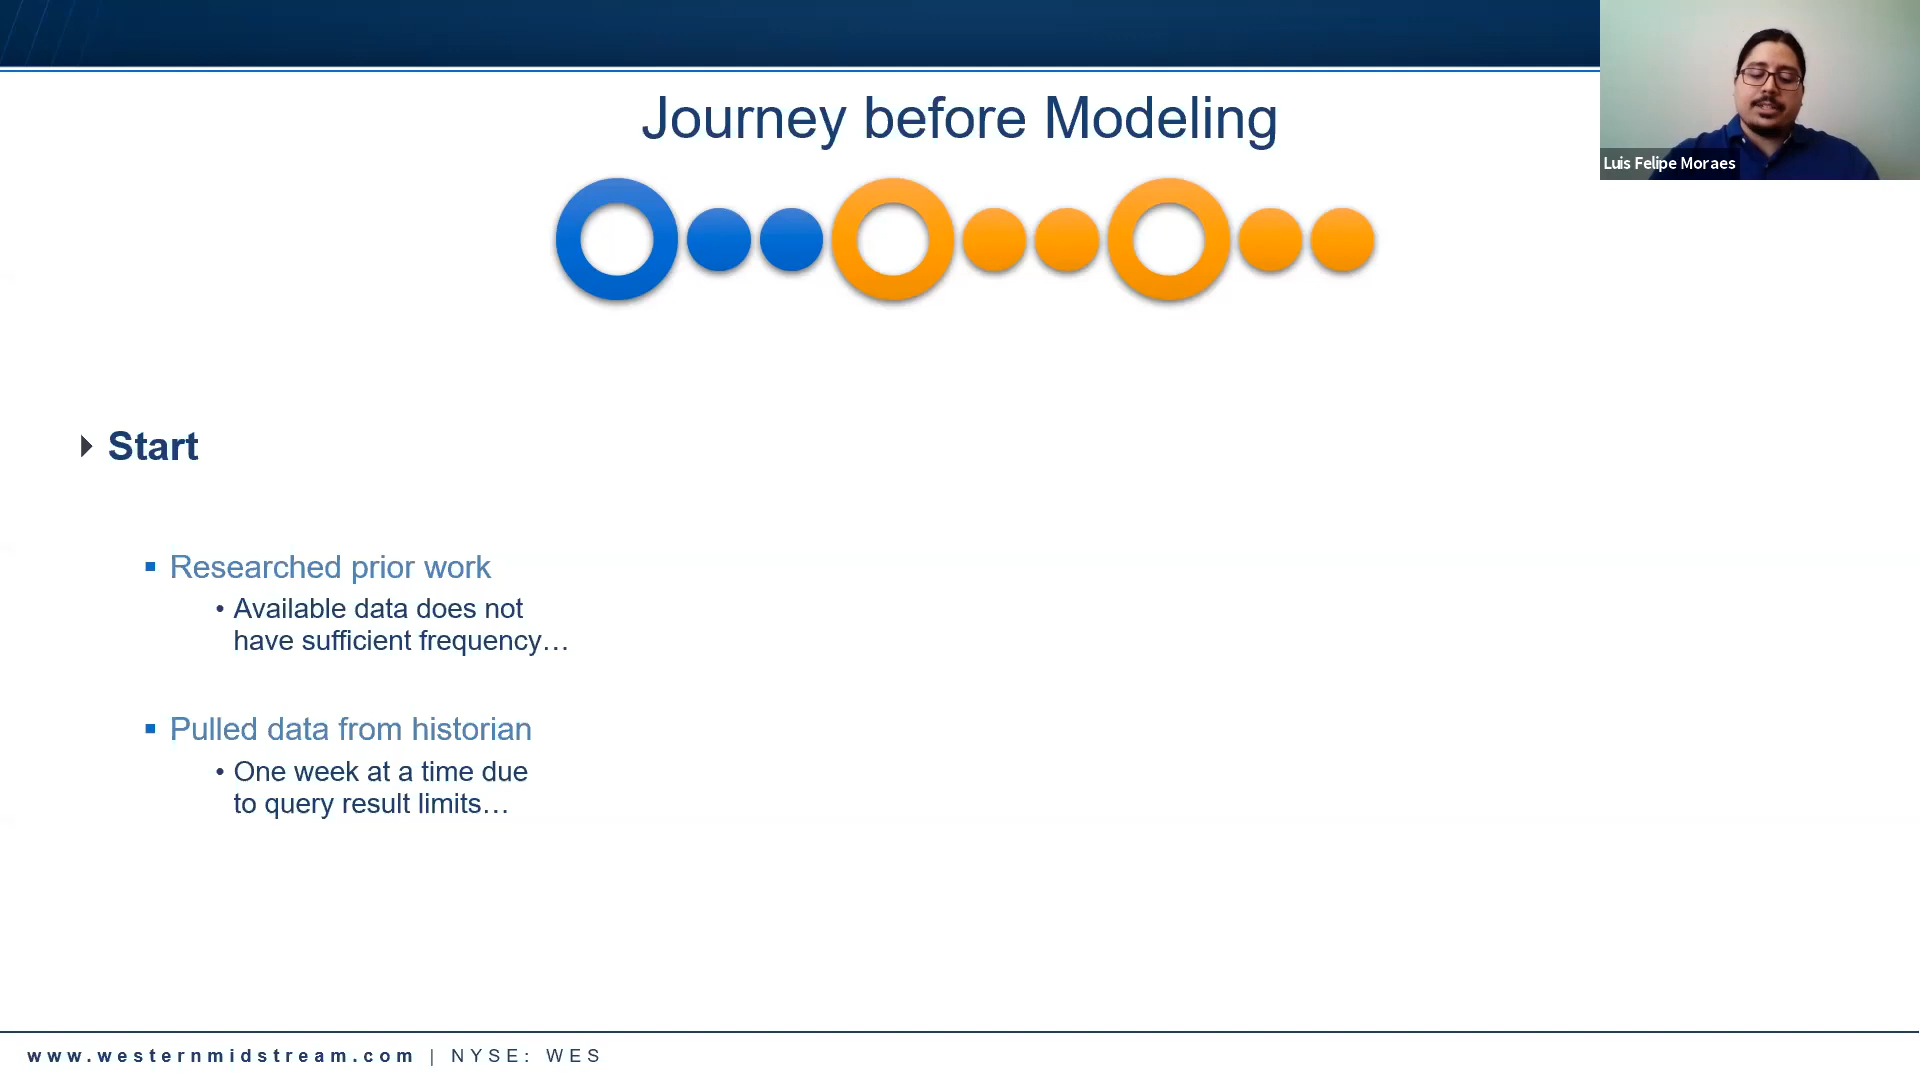 Journey before Modeling
Luis Felipe Moraes
Start
Researched prior work
• Available data does not
have sufficient frequency…
Pulled data from historian
• One week at a time due
to query result limits…
www.westernmidstream.com | NYSE: WES